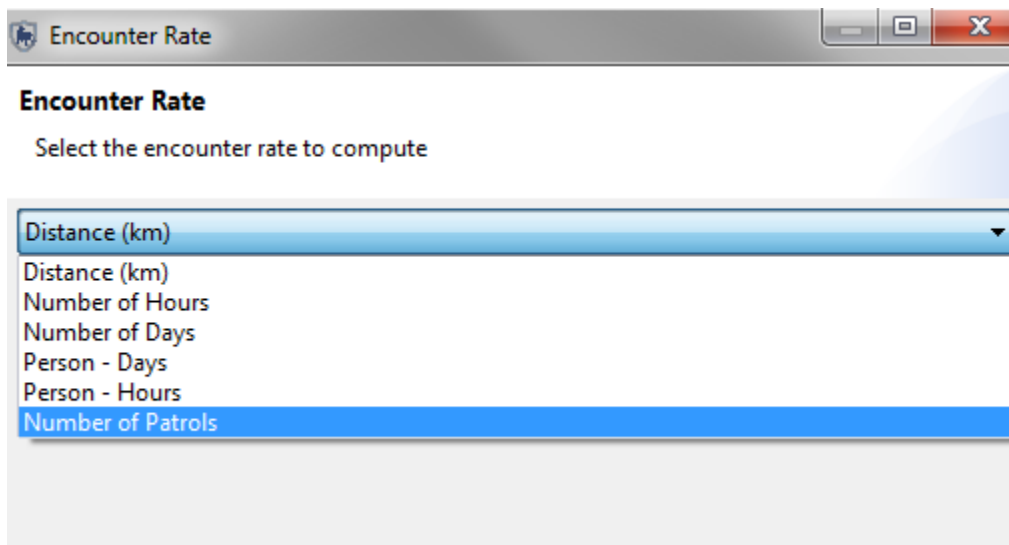 Encounter Rate
Encounter Rate
Select the encounter rate to compute
Distance (km)
Distance (km)
Number of Hours
Number of Days
Person - Days
Person - Hours
Number of Patrols